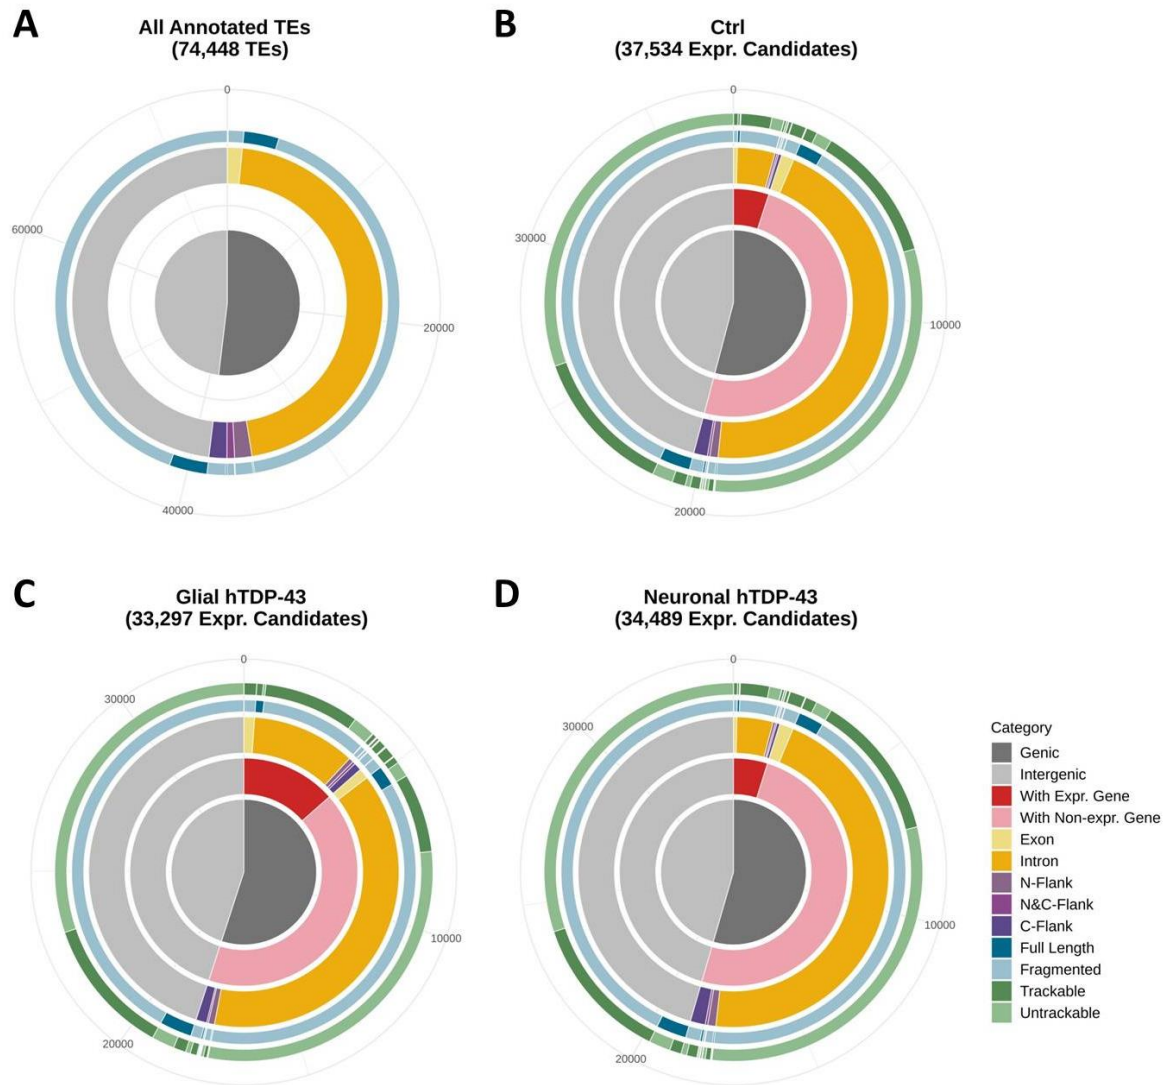 A
All Annotated TEs
(74,448 TEs)
0
20000
40000
60000
B
Ctrl
(37,534 Expr. Candidates)
0
10000
20000
30000
C
Glial hTDP-43
(33,297 Expr. Candidates)
0
10000
20000
30000
D
Neuronal hTDP-43
(34,489 Expr. Candidates)
0
10000
20000
30000
Category
Genic
Intergenic
With Expr. Gene
With Non-expr. Gene
Exon
Intron
N-Flank
N&C-Flank
C-Flank
Full Length
Fragmented
Trackable
Untrackable